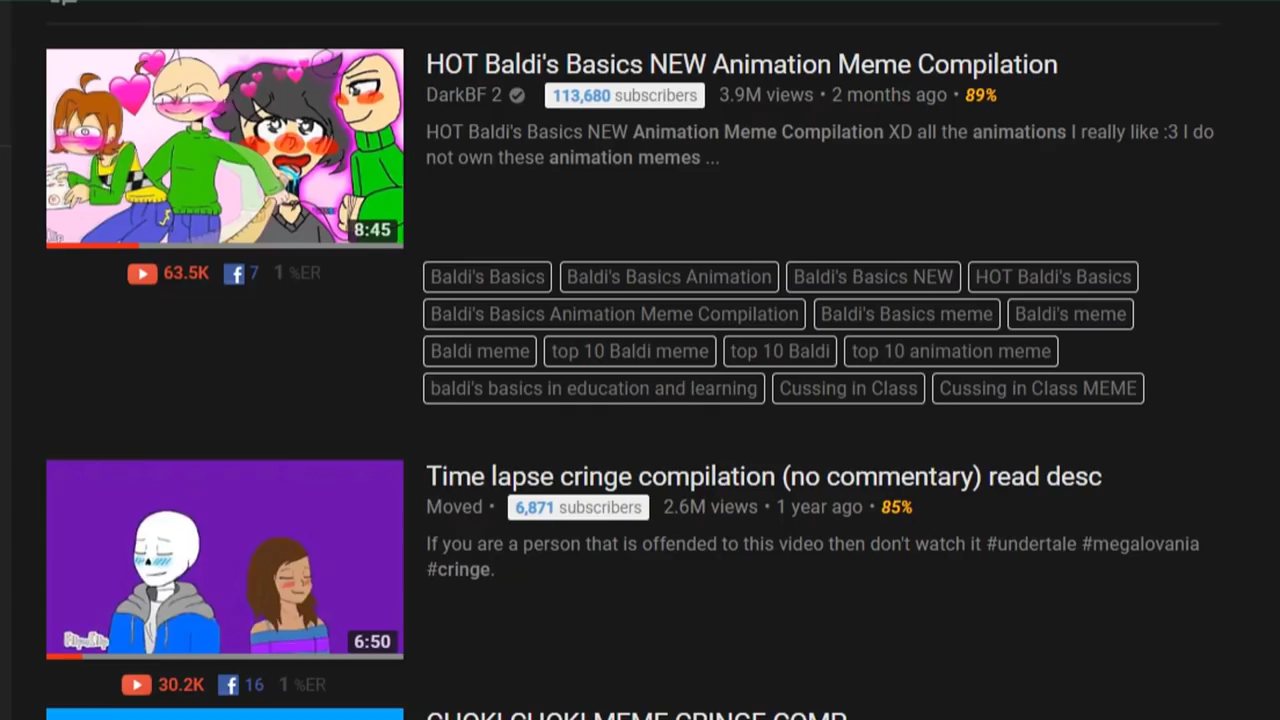 HOT Baldi's Basics NEW Animation Meme Compilation
DarkBF 2 113,680 subscribers 3.9M views • 2 months ago • 89%
HOT Baldi's Basics NEW Animation Meme Compilation XD all the animations I really like :3 I do
not own these animation memes ...
8:45
63.5K f 7 1 %ER
Baldi's Basics Baldi's Basics Animation Baldi's Basics NEW HOT Baldi's Basics
Baldi's Basics Animation Meme Compilation Baldi's Basics meme Baldi's meme
Baldi meme top 10 Baldi meme top 10 Baldi top 10 animation meme
baldi's basics in education and learning Cussing in Class Cussing in Class MEME
Time lapse cringe compilation (no commentary) read desc
Moved • 6,871 subscribers 2.6M views • 1 year ago • 85%
If you are a person that is offended to this video then don't watch it #undertale #megalovania
#cringe.
FlipaClip
6:50
30.2K f 16 1 %ER
CHOKI CHOKI MEME CRINGE COMP